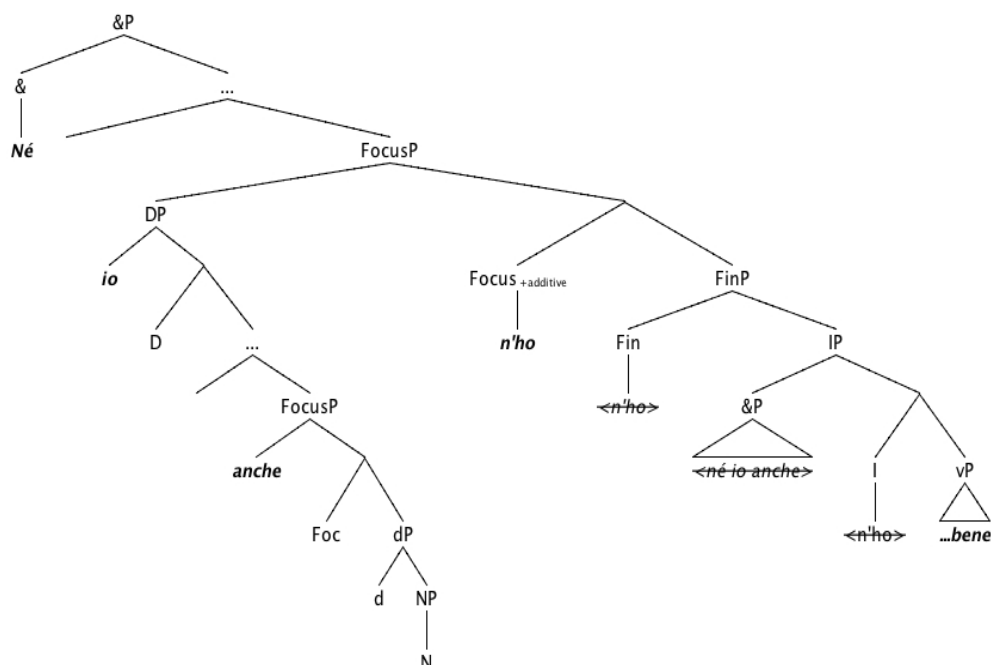 &P
& ...
Né FocusP
DP
io Focus +additive FinP
D ... n'ho Fin IP
FocusP <n'ho> &P
anche <né io anche> I vP
Foc dP <n'ho> ...bene
d NP
N